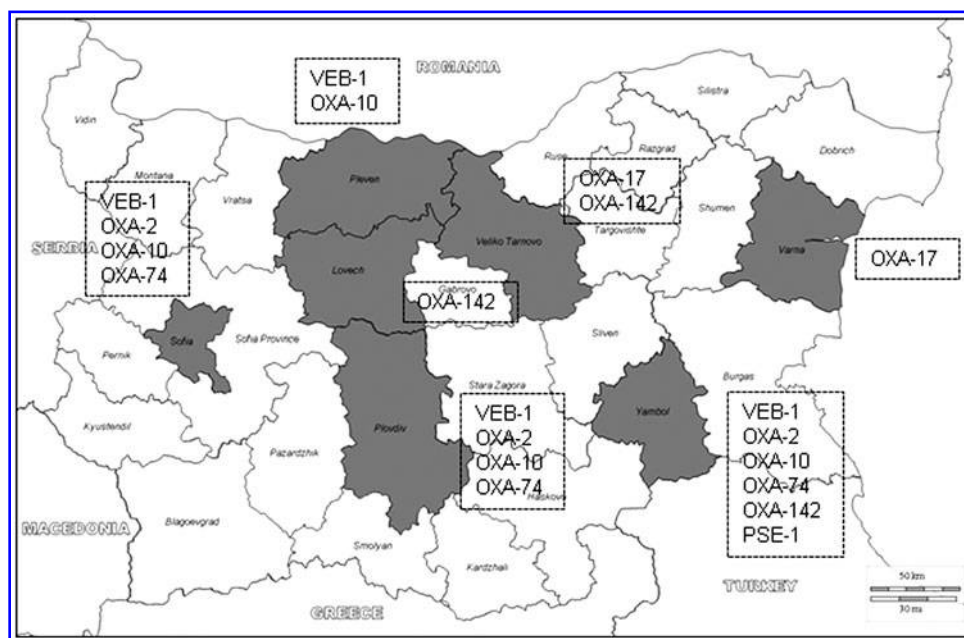 VEB-1
OXA-10
ROMANIA
Silistra
Vidin
Ruse
Razgrad
Dobrich
Montana
Pleven
OXA-17
OXA-142
Vratsa
Shumen
VEB-1
OXA-2
OXA-10
OXA-74
SERBIA
Veliko Tarnovo
Targovishte
Varna
OXA-17
Lovech
Gabrovo
OXA-142
Sofia
Sofia Province
Sliven
Pernik
Burgas
Stara Zagora
Yambol
VEB-1
OXA-2
OXA-10
OXA-74
VEB-1
OXA-2
OXA-10
OXA-74
OXA-142
PSE-1
Kyustendil
Plovdiv
Pazardzhik
Haskovo
MACEDONIA
Blagoevgrad
Smolyan
Kardzhali
TURKEY
GREECE
50 km
30 mi